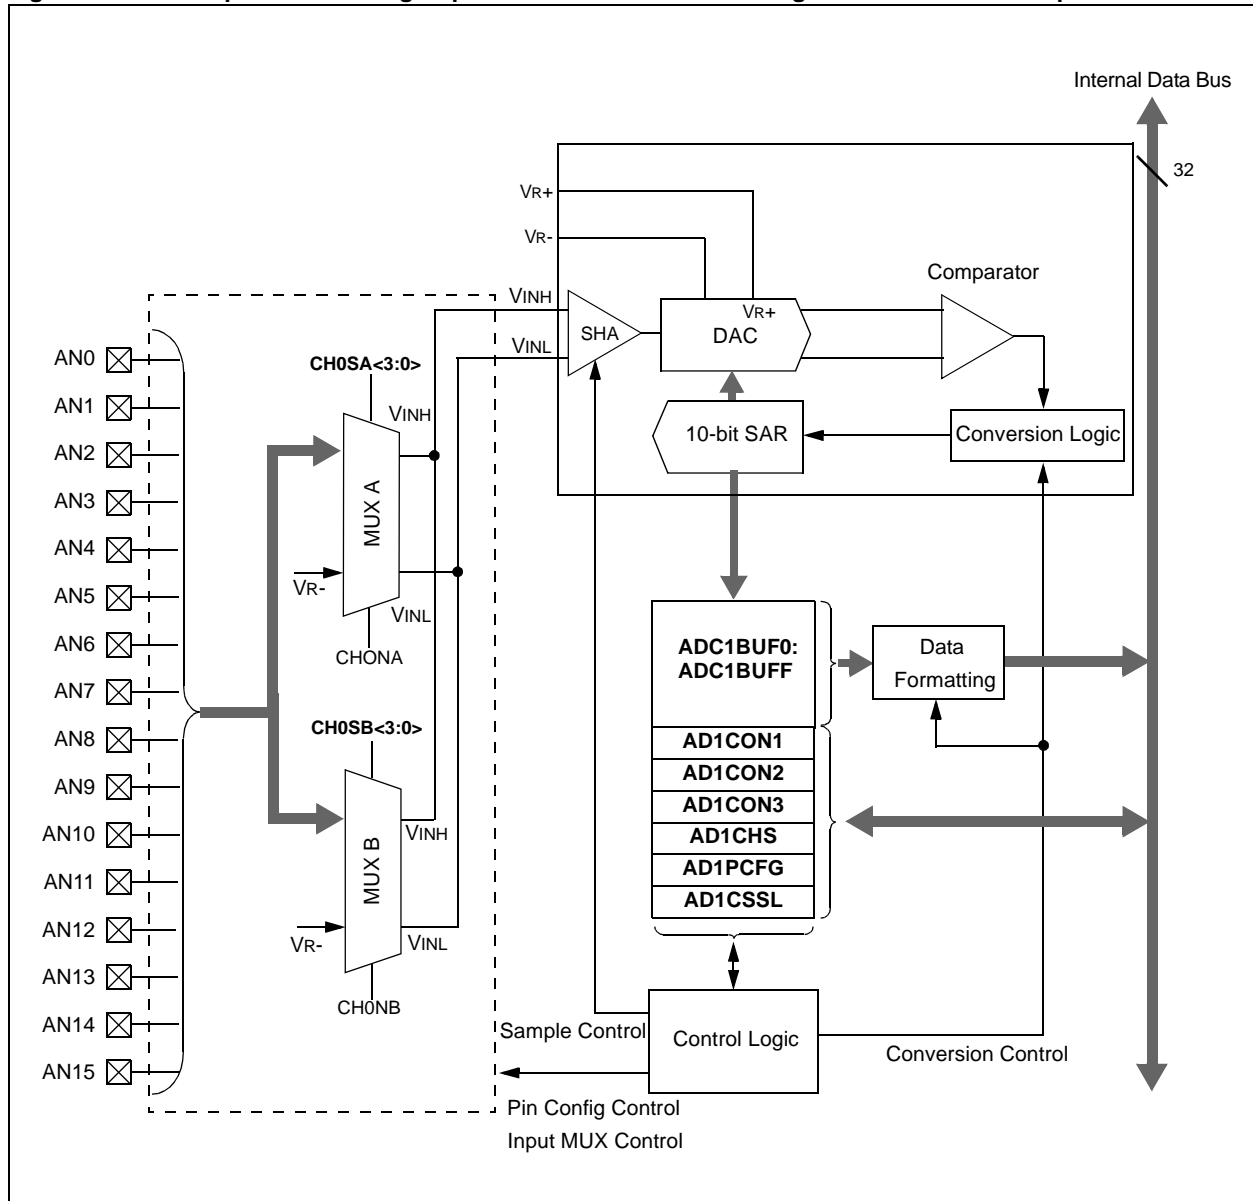 Internal Data Bus
32
VR+
VR-
Comparator
VINH
VINL
SHA
VR+
DAC
10-bit SAR
Conversion Logic
AN0
AN1
AN2
AN3
AN4
AN5
AN6
AN7
AN8
AN9
AN10
AN11
AN12
AN13
AN14
AN15
CH0SA<3:0>
VINH
MUX A
VR-
VINL
CHONA
CH0SB<3:0>
VINH
MUX B
VR-
VINL
CH0NB
ADC1BUF0:
ADC1BUFF
Data
Formatting
AD1CON1
AD1CON2
AD1CON3
AD1CHS
AD1PCFG
AD1CSSL
Sample Control
Control Logic
Conversion Control
Pin Config Control
Input MUX Control